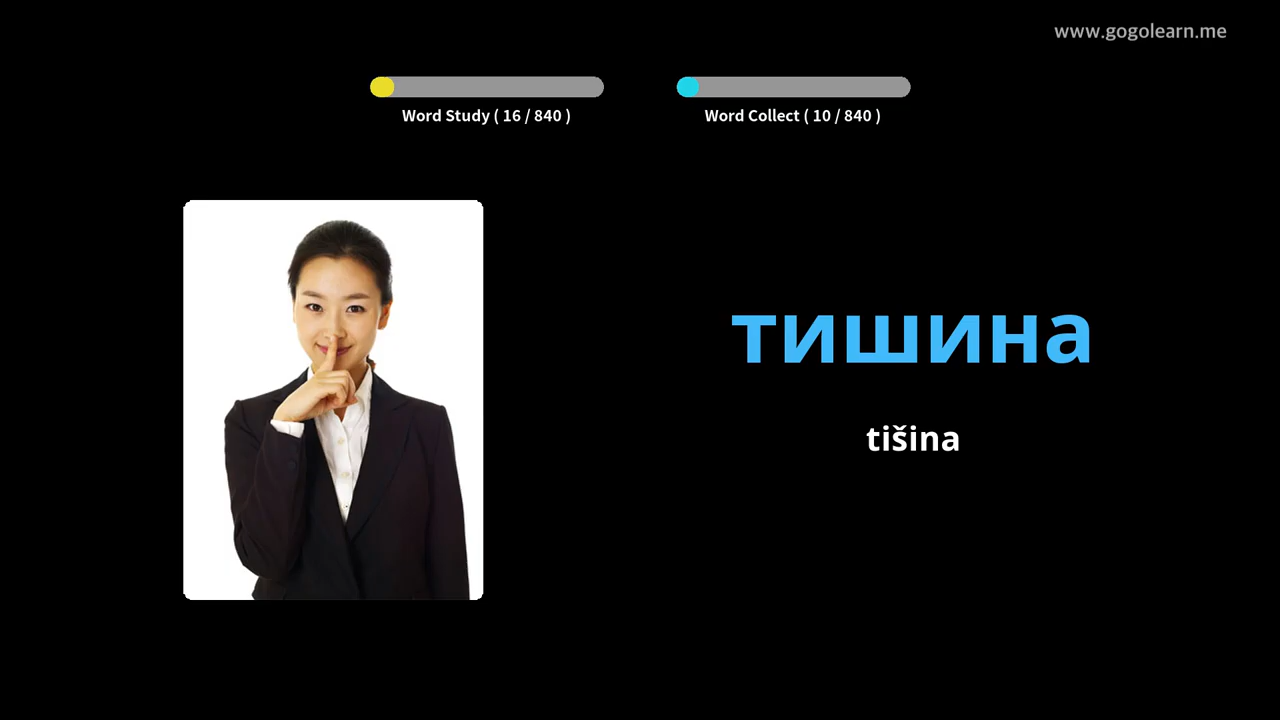 www.gogolearn.me
Word Study ( 16 / 840 )
Word Collect ( 10 / 840 )
тишина
tišina